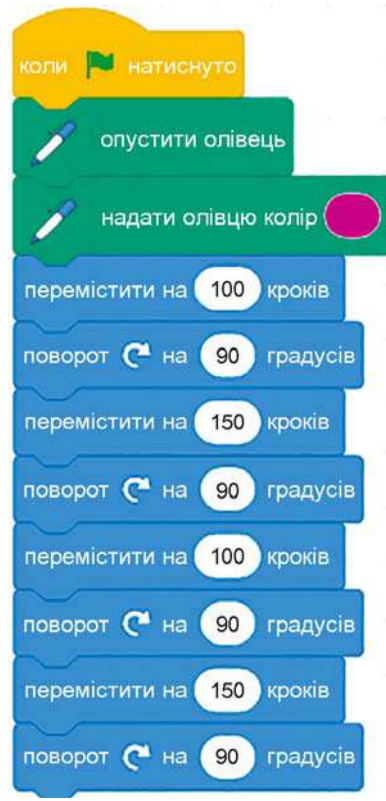 коли натиснуто
опустити олівець
надати олівцю колір
перемістити на 100 кроків
поворот на 90 градусів
перемістити на 150 кроків
поворот на 90 градусів
перемістити на 100 кроків
поворот на 90 градусів
перемістити на 150 кроків
поворот на 90 градусів